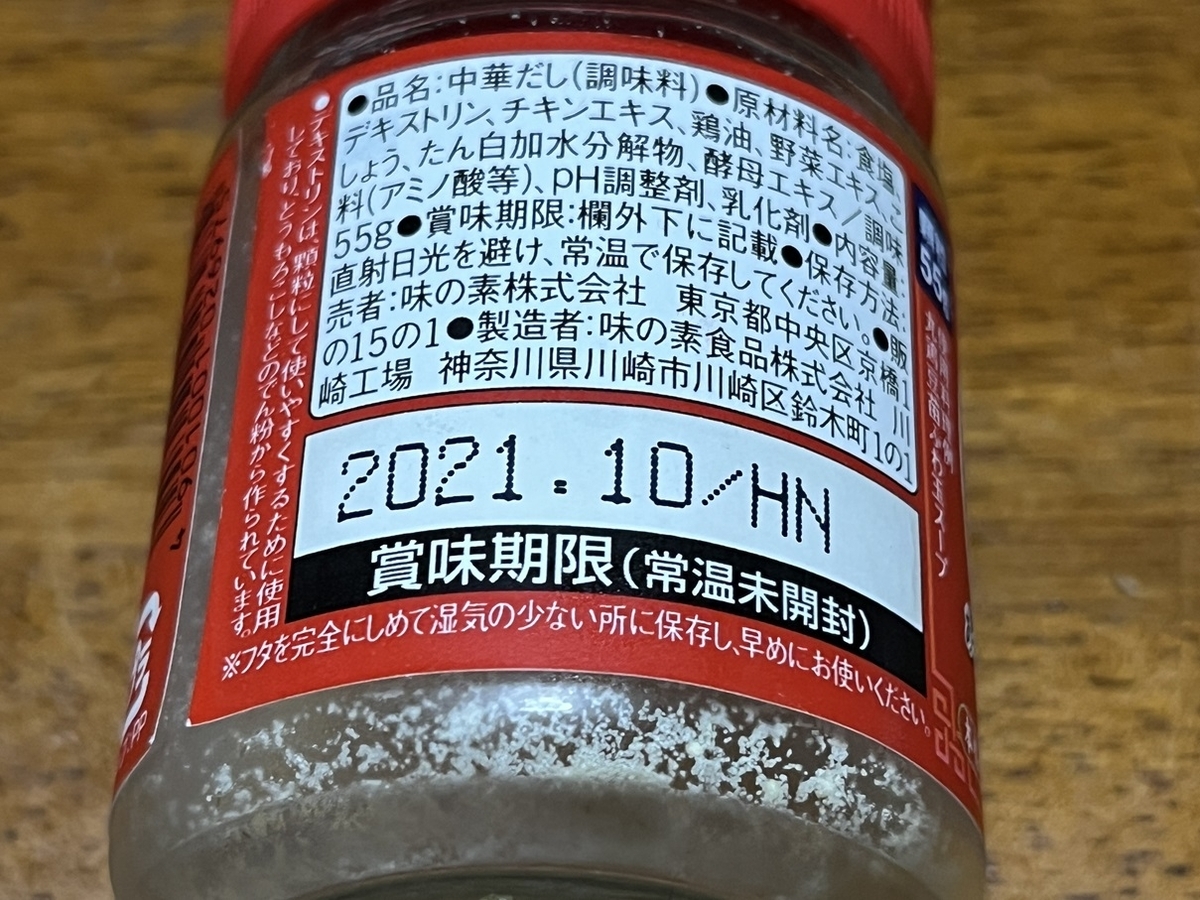 ●品名:中華だし(調味料)●原材料名:食塩、
デキストリン、チキンエキス、鶏油、野菜エキス、こ
しょう、たん白加水分解物、酵母エキス/調味
料(アミノ酸等)、pH調整剤、乳化剤●内容量:
55g●賞味期限:欄外下に記載●保存方法:
直射日光を避け、常温で保存してください。●販
売者:味の素株式会社 東京都中央区京橋1
の15の1●製造者:味の素食品株式会社 川
崎工場 神奈川県川崎市川崎区鈴木町1の1
2021.10/HN
賞味期限(常温未開封)
※フタを完全にしめて湿気の少ない所に保存し、早めにお使いください。
●デキストリンは、顆粒にして使いやすくするために使用
しており、とうもろこしなどのでん粉から作られています。